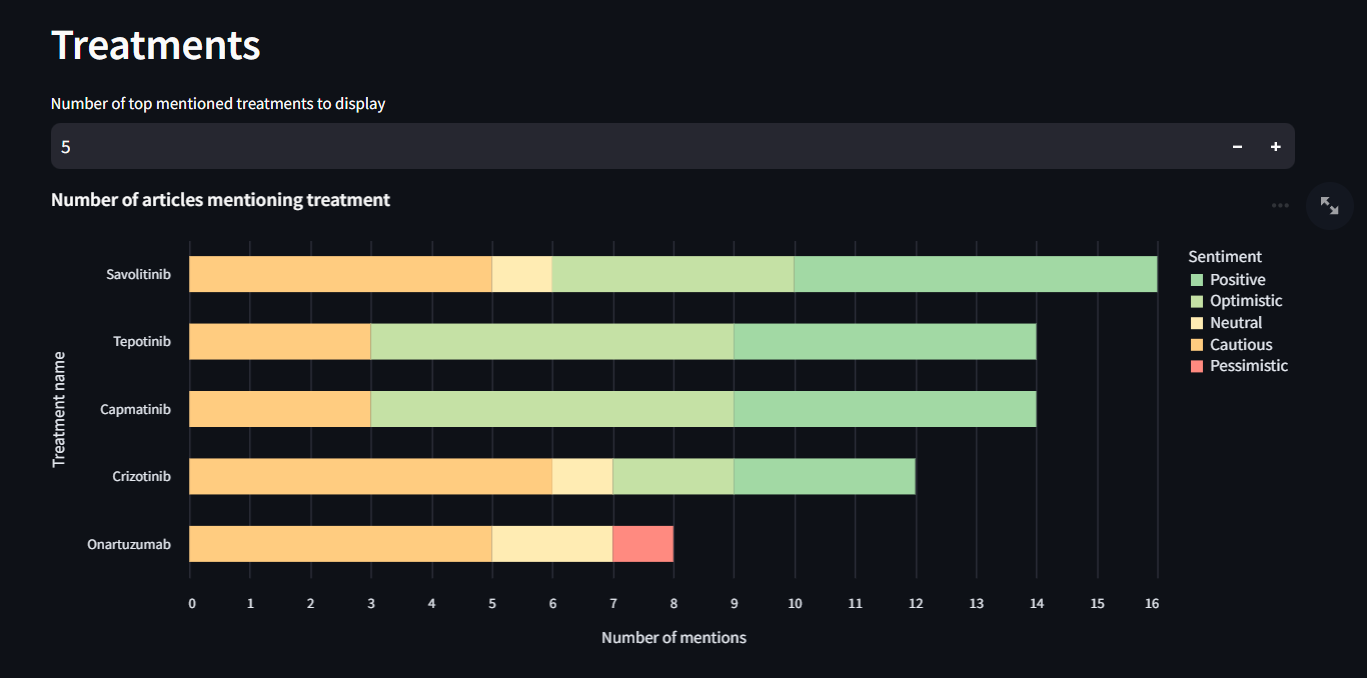 Treatments
Number of top mentioned treatments to display
5
Number of articles mentioning treatment
Sentiment
Positive
Optimistic
Neutral
Cautious
Pessimistic
Treatment name
Savolitinib
Tepotinib
Capmatinib
Crizotinib
Onartuzumab
0 1 2 3 4 5 6 7 8 9 10 11 12 13 14 15 16
Number of mentions